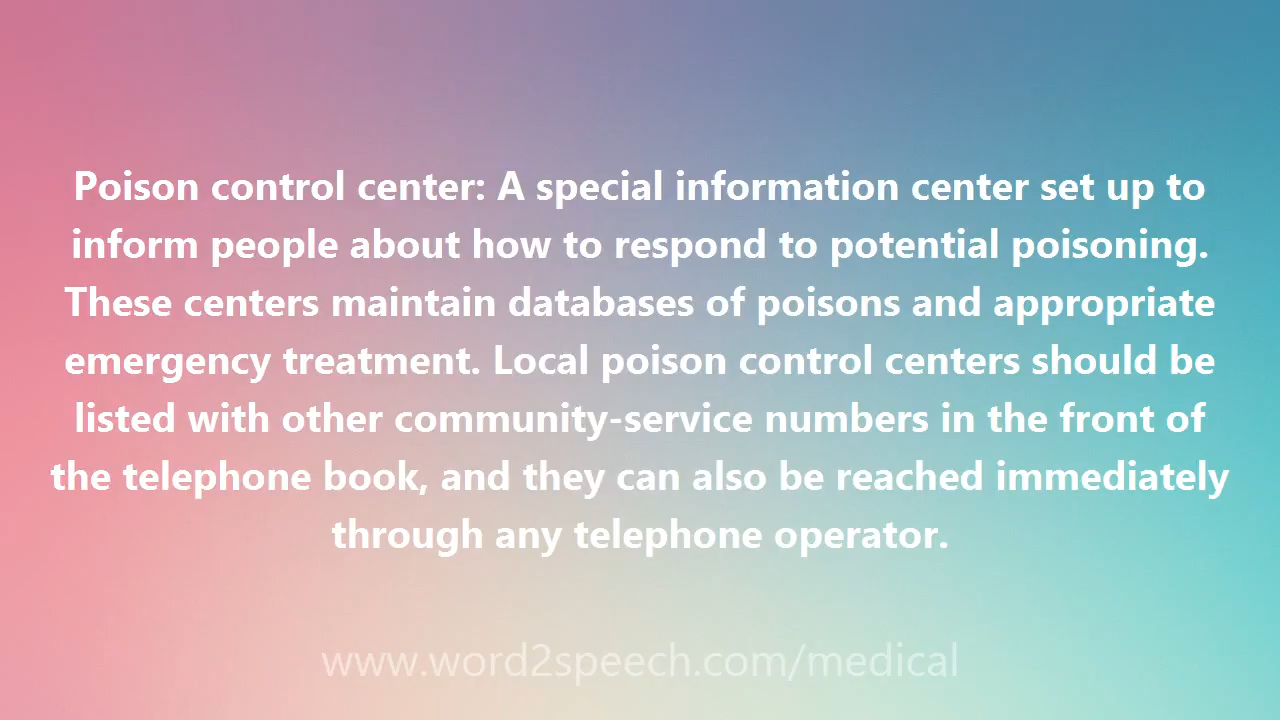 Poison control center: A special information center set up to
inform people about how to respond to potential poisoning.
These centers maintain databases of poisons and appropriate
emergency treatment. Local poison control centers should be
listed with other community-service numbers in the front of
the telephone book, and they can also be reached immediately
through any telephone operator.
www.word2speech.com/medical